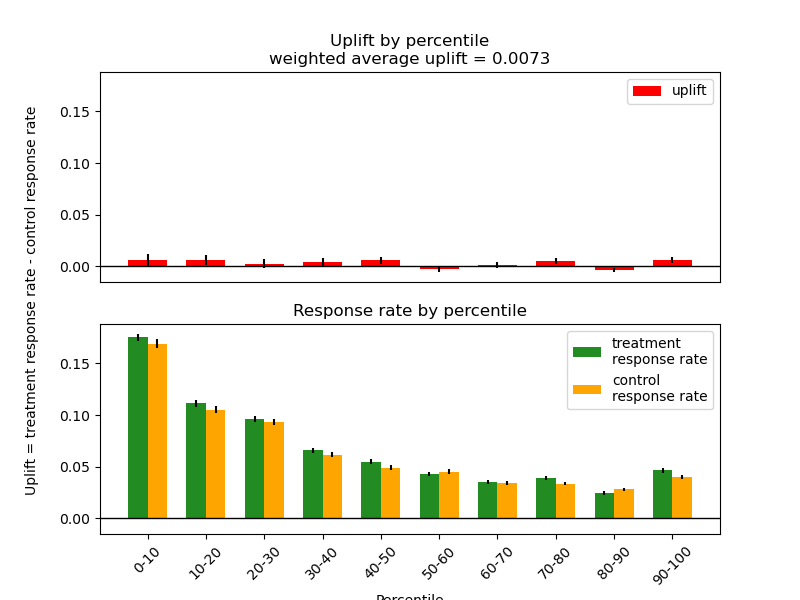 Uplift by percentile
weighted average uplift = 0.0073
uplift
0.15
0.10
0.05
0.00
Uplift = treatment response rate - control response rate
Response rate by percentile
treatment
response rate
control
response rate
0.15
0.10
0.05
0.00
0-10
10-20
20-30
30-40
40-50
50-60
60-70
70-80
80-90
90-100
Percentile